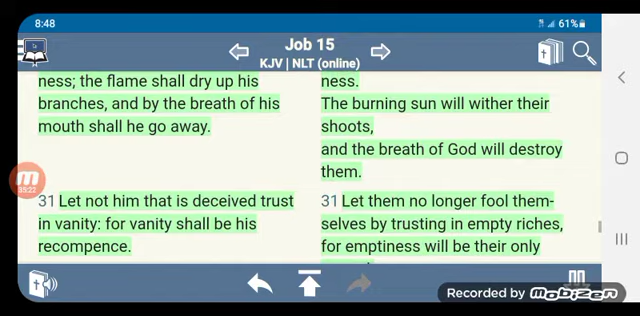 8:48
61%
Job 15
KJV | NLT (online)
ness; the flame shall dry up his
branches, and by the breath of his
mouth shall he go away.
31 Let not him that is deceived trust
in vanity: for vanity shall be his
recompence.
ness.
The burning sun will wither their
shoots,
and the breath of God will destroy
them.
31 Let them no longer fool them-
selves by trusting in empty riches,
for emptiness will be their only
35:22
Recorded by Mobizen